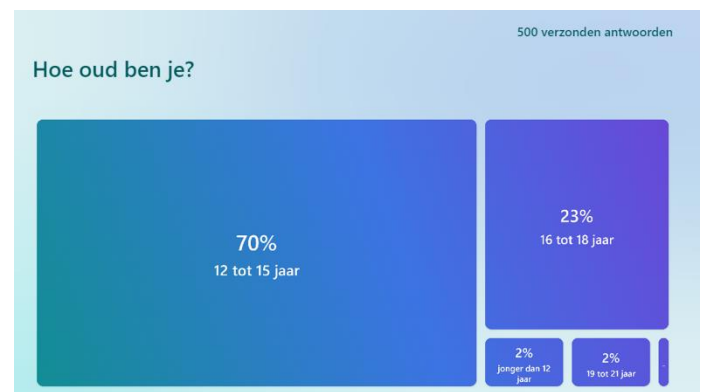 500 verzonden antwoorden
Hoe oud ben je?
70%
12 tot 15 jaar
23%
16 tot 18 jaar
2%
jonger dan 12
jaar
2%
19 tot 21 jaar